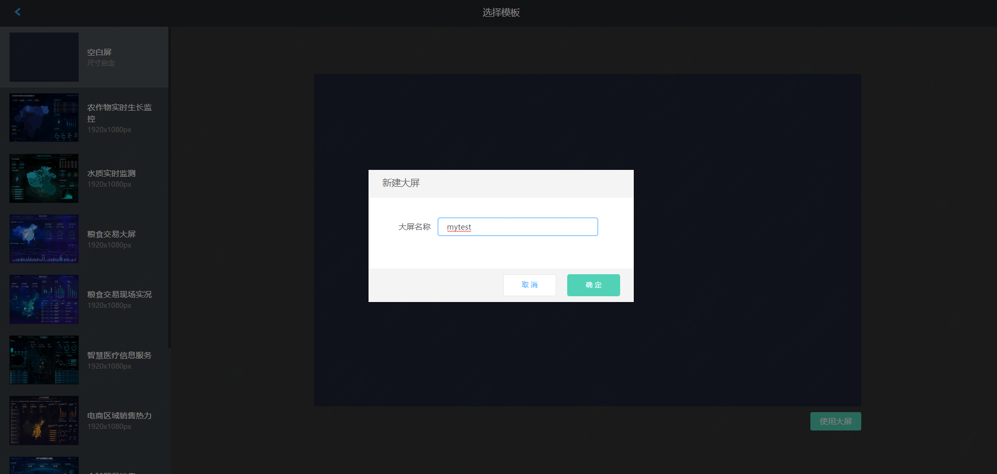 选择模板
空白屏
尺寸自定
农作物实时生长监
控
1920x1080px
水质实时监测
1920x1080px
粮食交易大屏
1920x1080px
粮食交易现场实况
1920x1080px
智慧医疗信息服务
1920x1080px
电商区域销售热力
1920x1080px
新建大屏
大屏名称 mytest
取 消 确 定
使用大屏